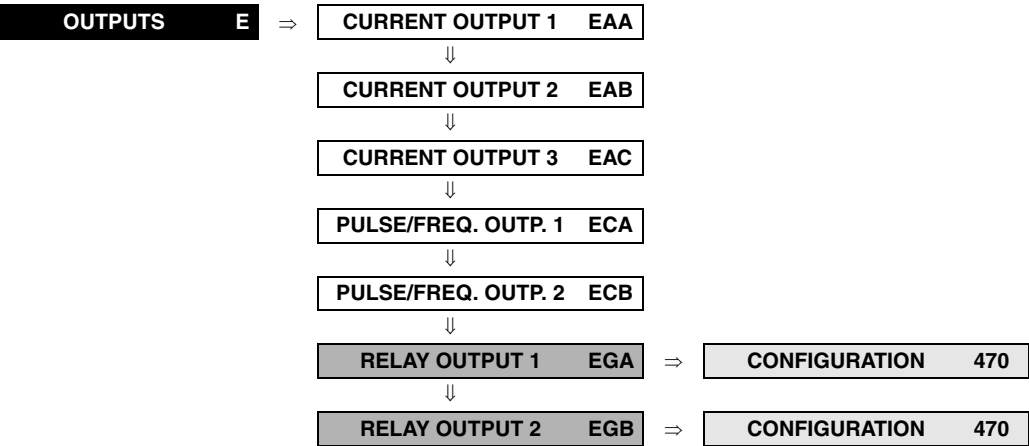 OUTPUTS E ⇒ CURRENT OUTPUT 1 EAA
⇓
CURRENT OUTPUT 2 EAB
⇓
CURRENT OUTPUT 3 EAC
⇓
PULSE/FREQ. OUTP. 1 ECA
⇓
PULSE/FREQ. OUTP. 2 ECB
⇓
RELAY OUTPUT 1 EGA ⇒ CONFIGURATION 470
⇓
RELAY OUTPUT 2 EGB ⇒ CONFIGURATION 470